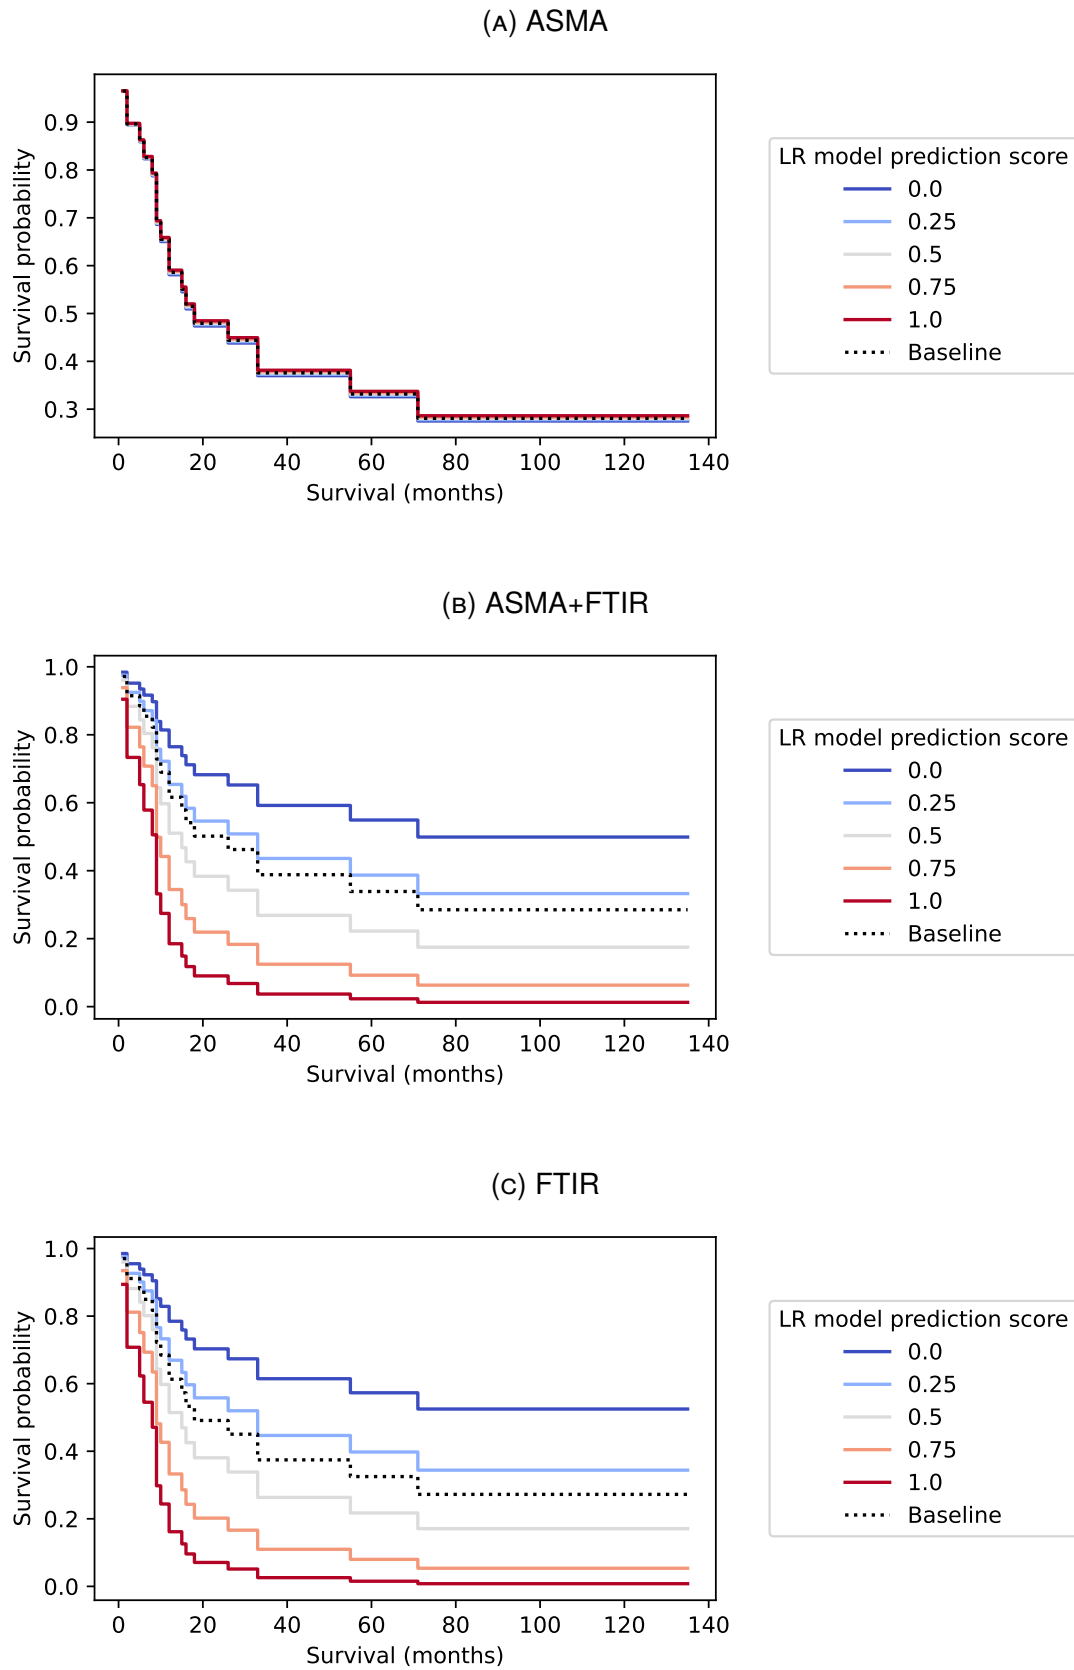 (A) ASMA
Survival probability
0.9
0.8
0.7
0.6
0.5
0.4
0.3
0 20 40 60 80 100 120 140
Survival (months)
LR model prediction score
0.0
0.25
0.5
0.75
1.0
Baseline
(B) ASMA+FTIR
Survival probability
1.0
0.8
0.6
0.4
0.2
0.0
0 20 40 60 80 100 120 140
Survival (months)
LR model prediction score
0.0
0.25
0.5
0.75
1.0
Baseline
(C) FTIR
Survival probability
1.0
0.8
0.6
0.4
0.2
0.0
0 20 40 60 80 100 120 140
Survival (months)
LR model prediction score
0.0
0.25
0.5
0.75
1.0
Baseline